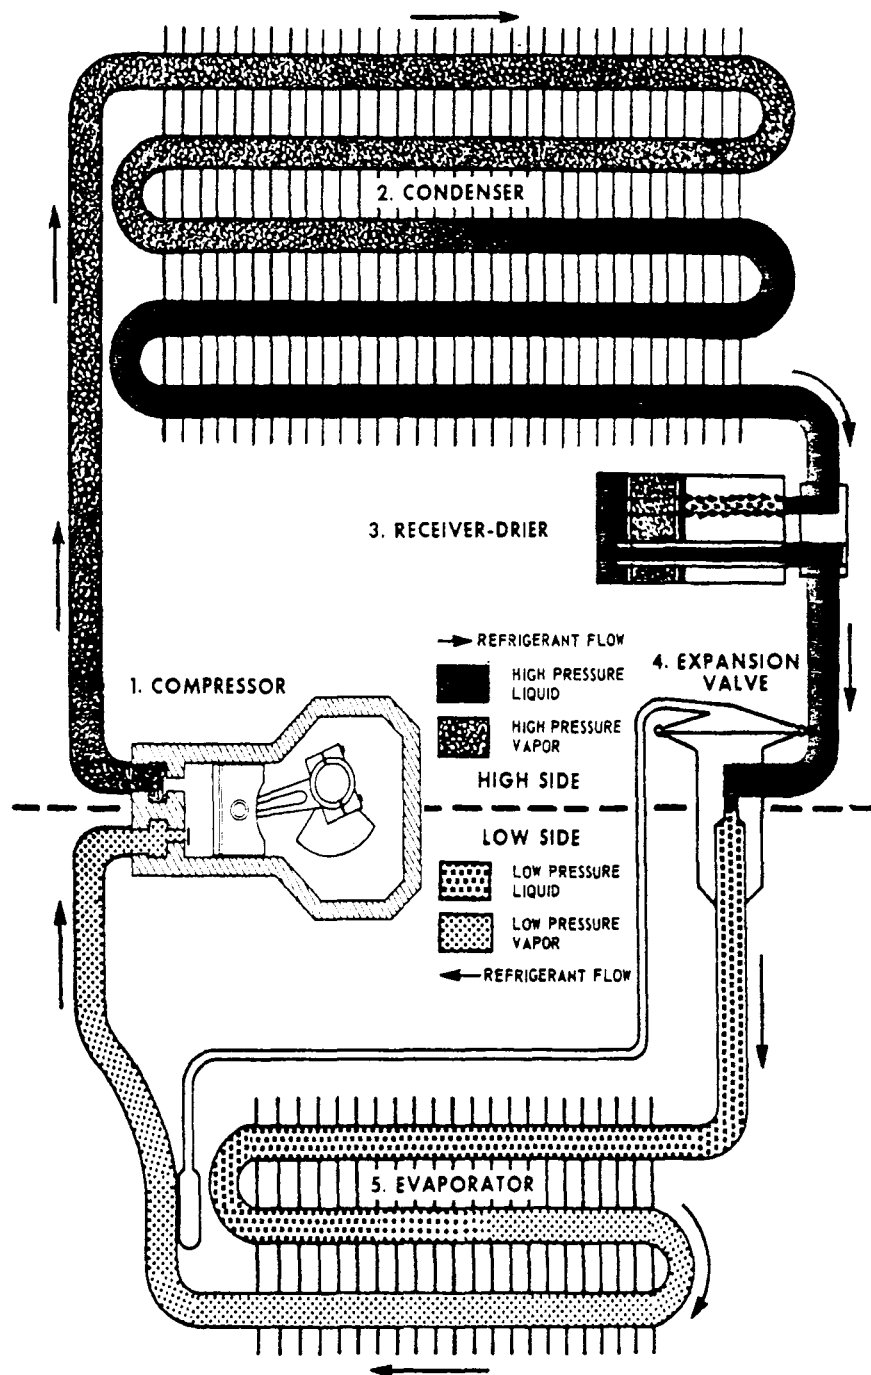 2. CONDENSER
3. RECEIVER-DRIER
REFRIGERANT FLOW
HIGH PRESSURE
LIQUID
HIGH PRESSURE
VAPOR
HIGH SIDE
4. EXPANSION
VALVE
1. COMPRESSOR
LOW SIDE
LOW PRESSURE
LIQUID
LOW PRESSURE
VAPOR
REFRIGERANT FLOW
5. EVAPORATOR